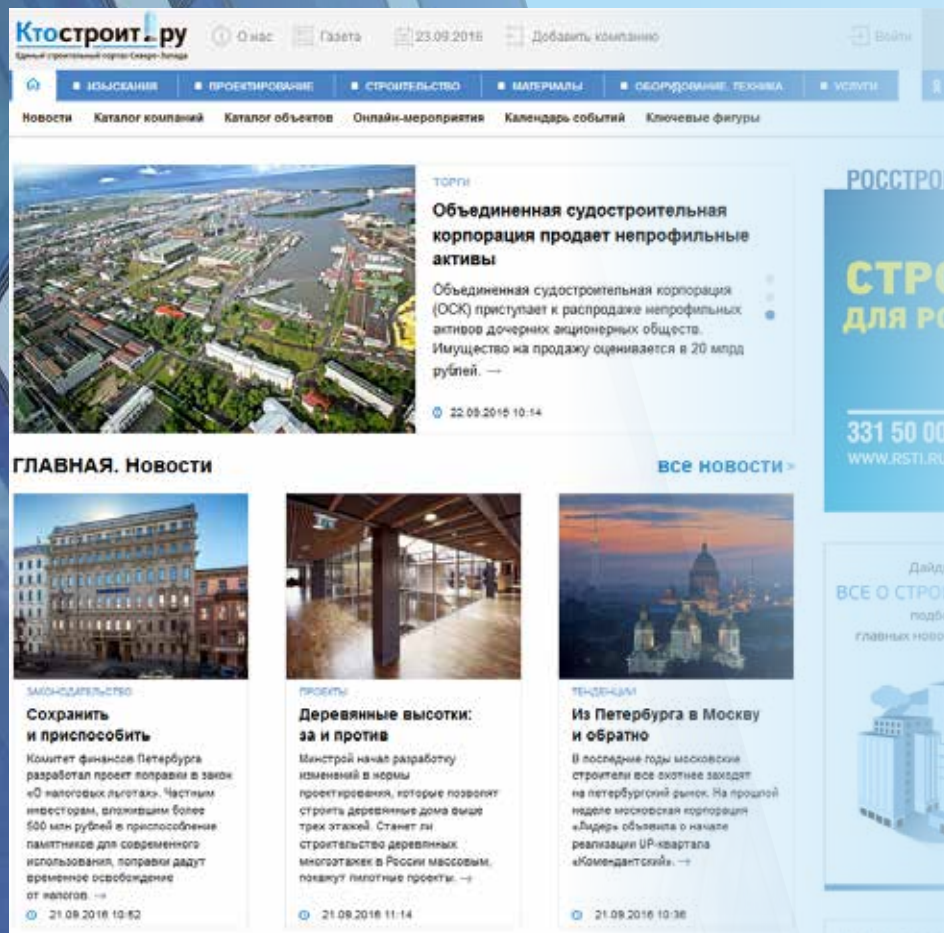 Ктостроит.ру
Единый строительный портал Северо-Запада
О нас
Газета
23.09.2016
Добавить компанию
Войти
ИЗЫСКАНИЯ
ПРОЕКТИРОВАНИЕ
СТРОИТЕЛЬСТВО
МАТЕРИАЛЫ
ОБОРУДОВАНИЕ, ТЕХНИКА
УСЛУГИ
Новости
Каталог компаний
Каталог объектов
Онлайн-мероприятия
Календарь событий
Ключевые фигуры
ТОРГИ
Объединенная судостроительная
корпорация продает непрофильные
активы
Объединенная судостроительная корпорация
(ОСК) приступает к распродаже непрофильных
активов дочерних акционерных обществ.
Имущество на продажу оценивается в 20 млрд
рублей. →
22.09.2016 10:14
РОССТРО
СТРО
ДЛЯ РО
331 50 00
WWW.RSTI.RU
ГЛАВНАЯ. Новости
все новости >
ЗАКОНОДАТЕЛЬСТВО
Сохранить
и приспособить
Комитет финансов Петербурга
разработал проект поправки в закон
«О налоговых льготах». Частным
инвесторам, вложившим более
500 млн рублей в приспособление
памятников для современного
использования, поправки дадут
временное освобождение
от налогов. →
21.09.2016 10:52
ПРОЕКТЫ
Деревянные высотки:
за и против
Минстрой начал разработку
изменений в нормы
проектирования, которые позволят
строить деревянные дома выше
трех этажей. Станет ли
строительство деревянных
многоэтажек в России массовым,
покажут пилотные проекты. →
21.09.2016 11:14
ТЕНДЕНЦИИ
Из Петербурга в Москву
и обратно
В последние годы московские
строители все охотнее заходят
на петербургский рынок. На прошлой
неделе московская корпорация
«Лидер» объявила о начале
реализации UP-квартала
«Комендантский». →
21.09.2016 10:36
Дайд
ВСЕ О СТРО
подб
главных ново